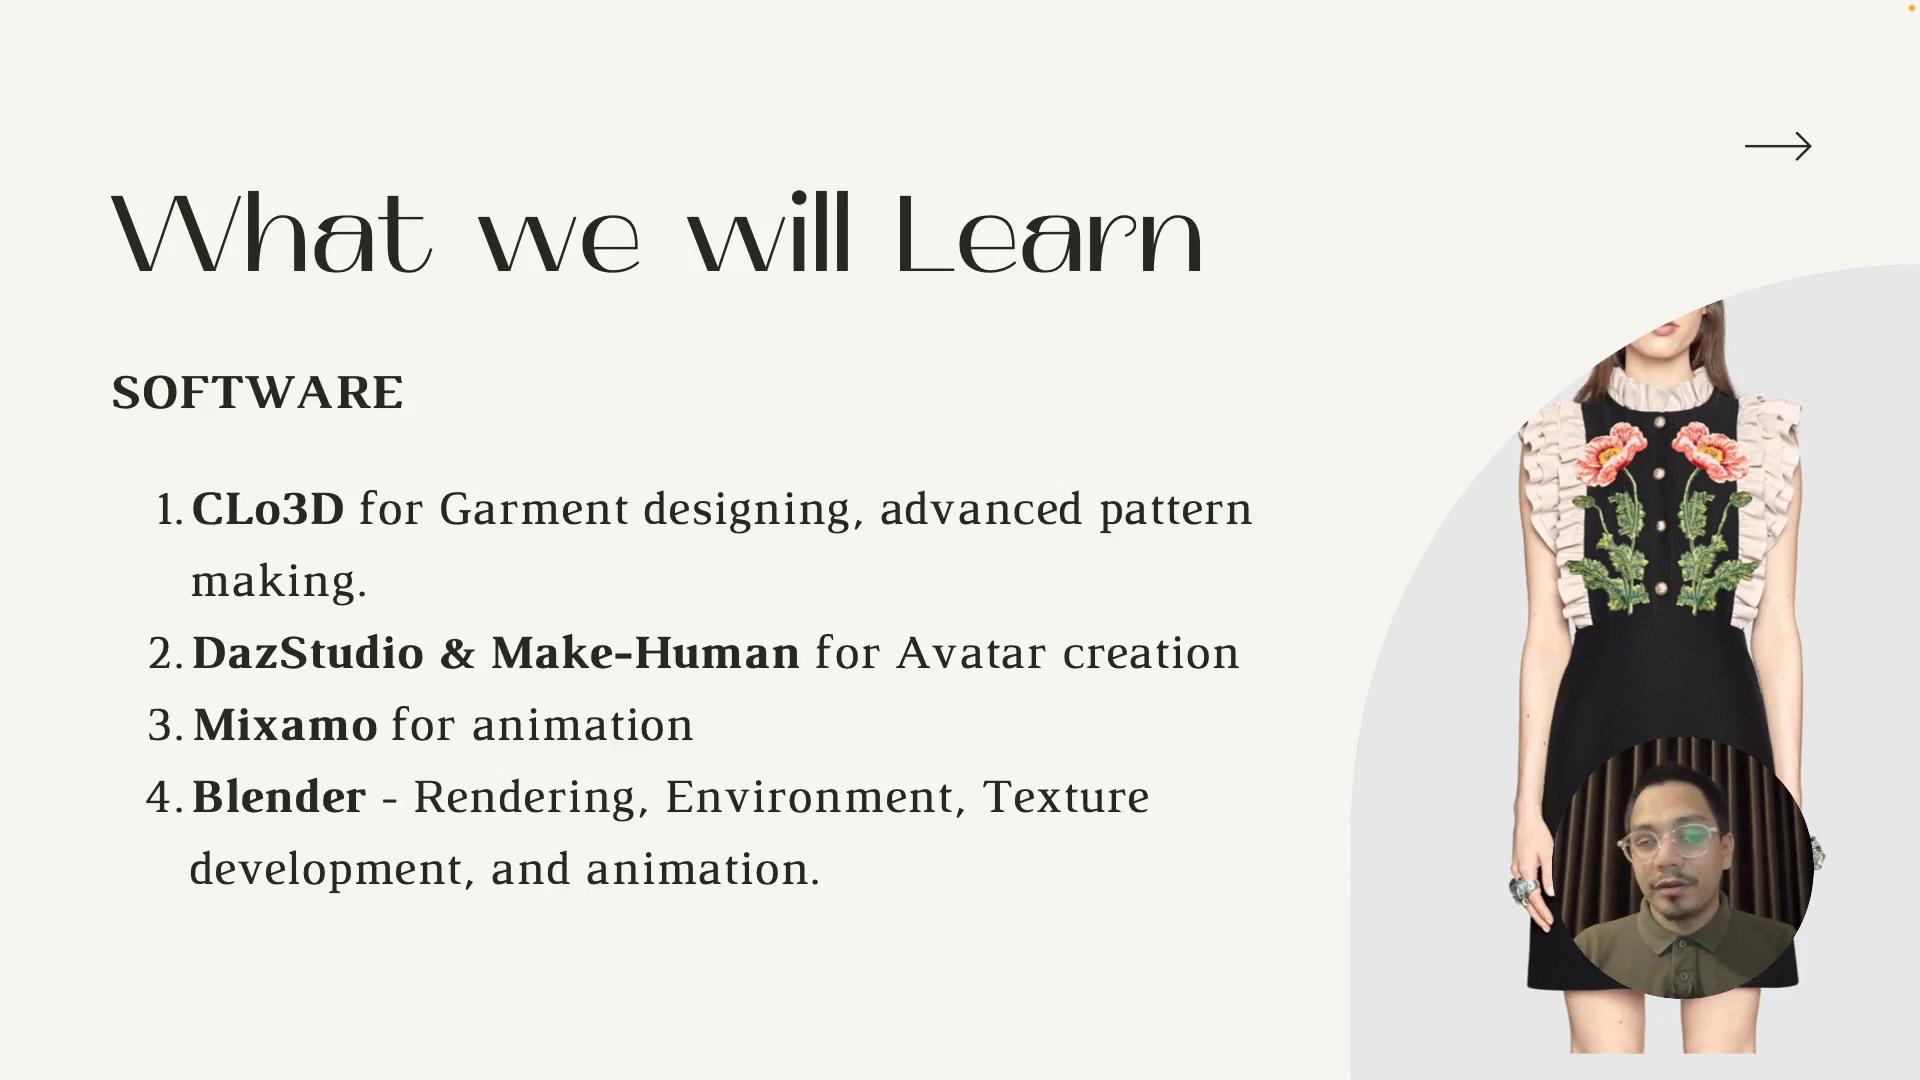 What we will Learn
SOFTWARE
1. CLo3D for Garment designing, advanced pattern
making.
2. DazStudio & Make-Human for Avatar creation
3. Mixamo for animation
4. Blender - Rendering, Environment, Texture
development, and animation.